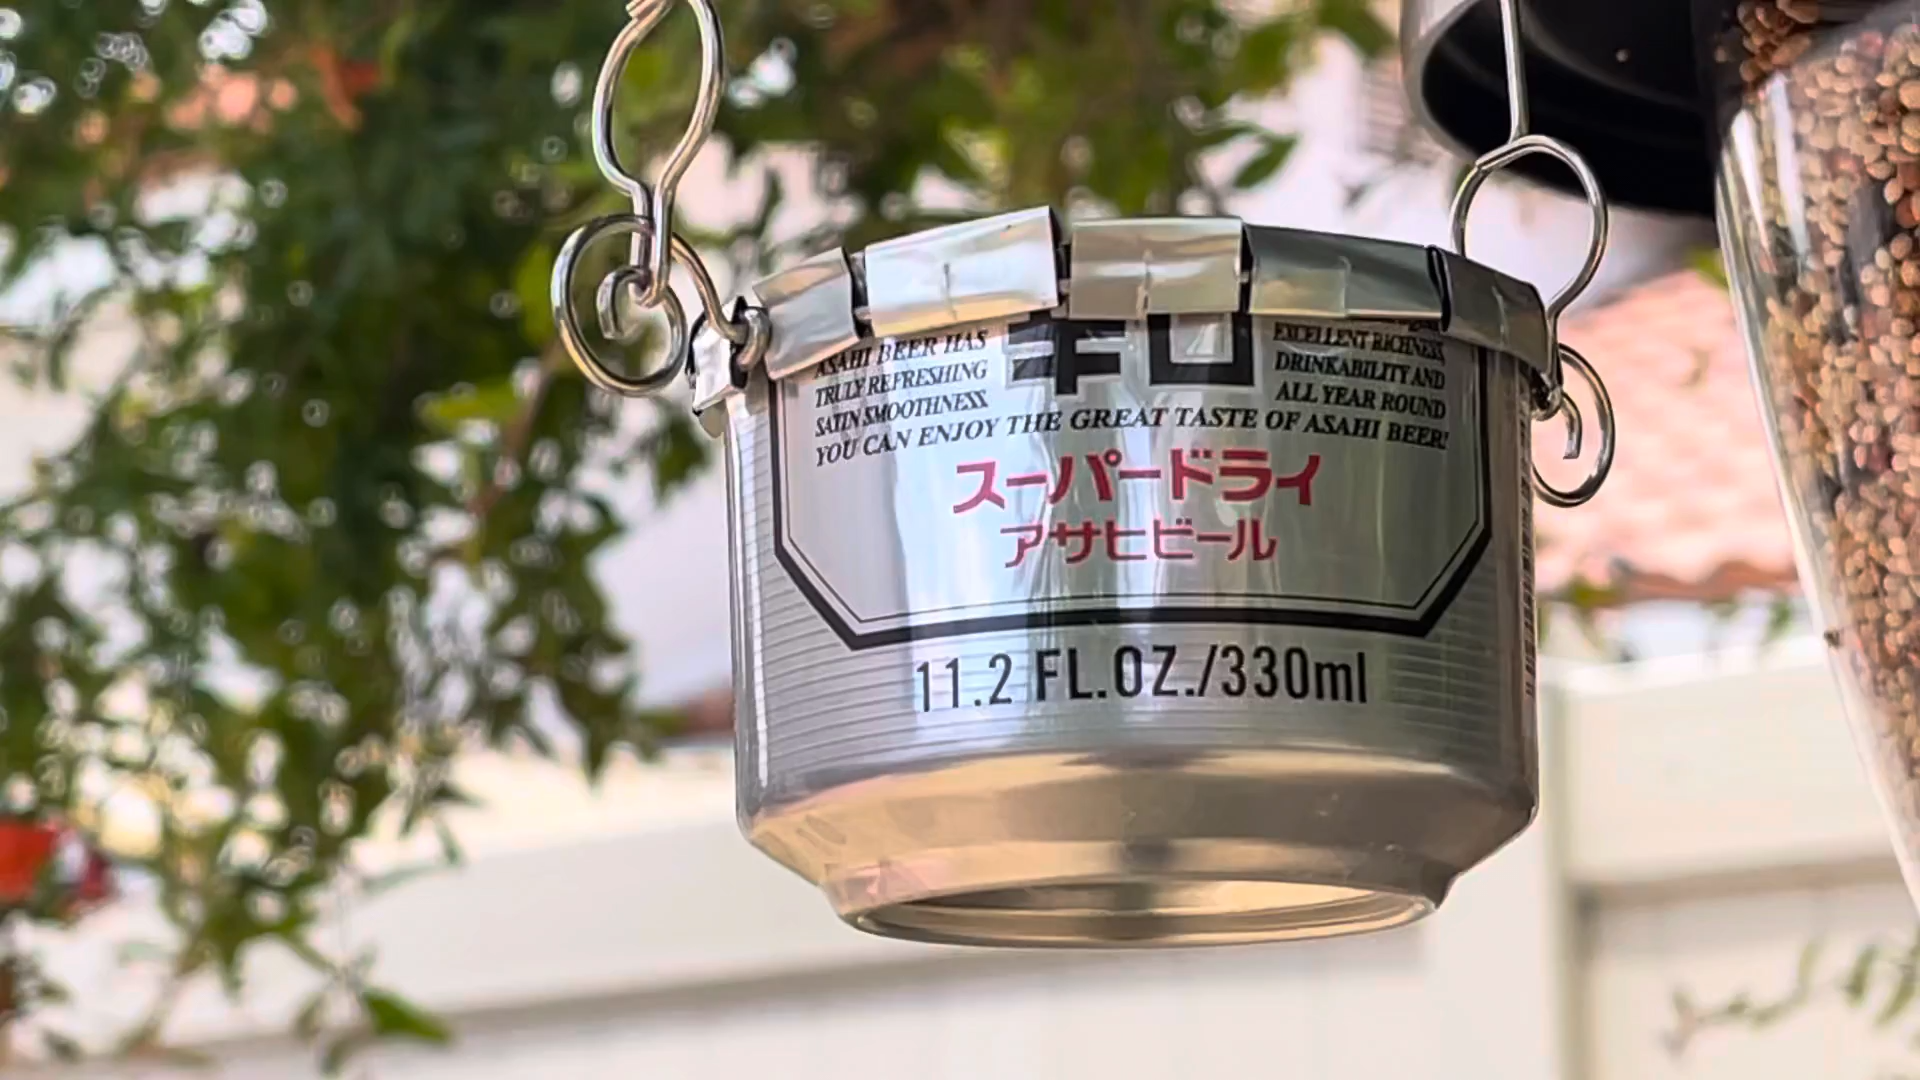 ASAHI BEER HAS
TRULY REFRESHING
SATIN SMOOTHNESS.
EXCELLENT RICHNESS,
DRINKABILITY AND
ALL YEAR ROUND
YOU CAN ENJOY THE GREAT TASTE OF ASAHI BEER!
スーパードライ
アサヒビール
11.2 FL.OZ./330ml